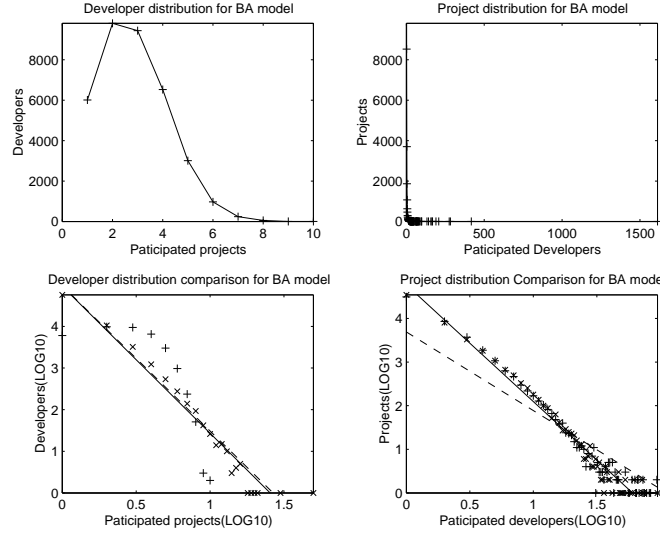 Developer distribution for BA model
Developers
8000
6000
4000
2000
0
0 2 4 6 8 10
Paticipated projects
Project distribution for BA model
Projects
8000
6000
4000
2000
0
0 500 1000 1500
Paticipated Developers
Developer distribution comparison for BA model
Developers(LOG10)
4
3
2
1
0
0 0.5 1.0 1.5
Paticipated projects(LOG10)
Project distribution Comparison for BA model
Projects(LOG10)
4
3
2
1
0
0 0.5 1.0 1.5
Paticipated developers(LOG10)